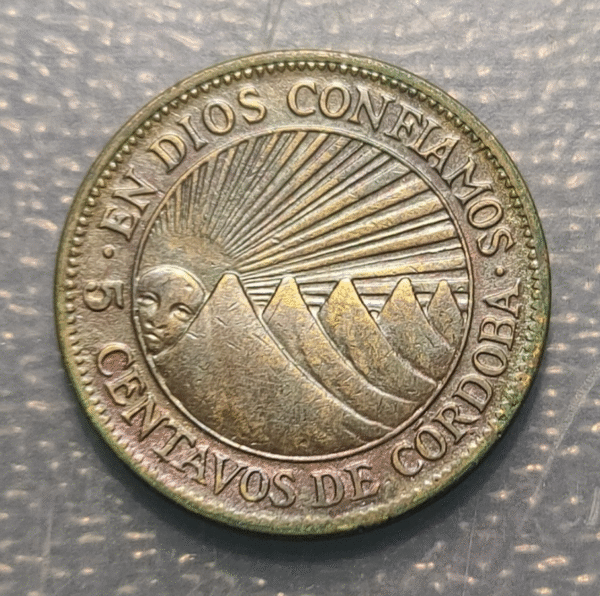 EN DIOS CONFIAMOS
5 CENTAVOS DE CORDOBA